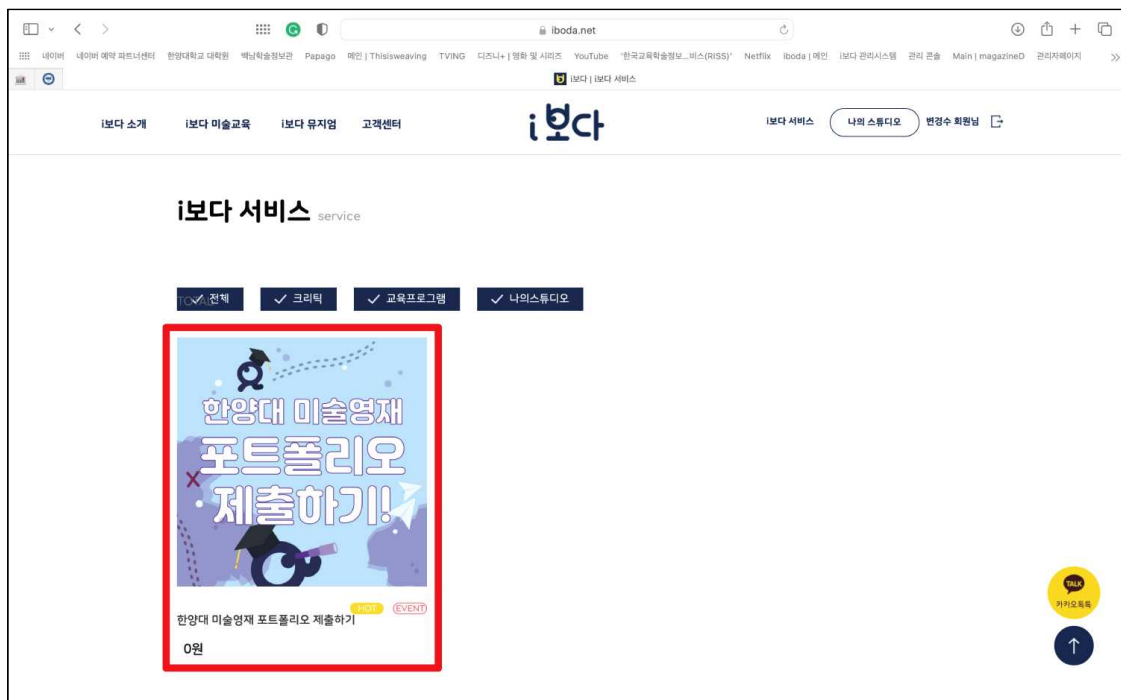 iboda.net
네이버 네이버 예약 파트너센터 한양대학교 대학원 백남학술정보관 Papago 메인 | Thisisweaving TVING 디즈니+ | 영화 및 시리즈 YouTube '한국교육학술정보...비스(RISS)' Netflix iboda | 메인 i보다 관리시스템 관리 콘솔 Main | magazineD 관리자페이지
i보다 | i보다 서비스
i보다 소개 i보다 미술교육 i보다 뮤지엄 고객센터 i보다 i보다 서비스 나의 스튜디오 변경수 회원님
i보다 서비스 service
TOTAL 전체 크리틱 교육프로그램 나의스튜디오
한양대 미술영재
포트폴리오
제출하기!
HOT EVENT
한양대 미술영재 포트폴리오 제출하기
0원
TALK
카카오톡톡